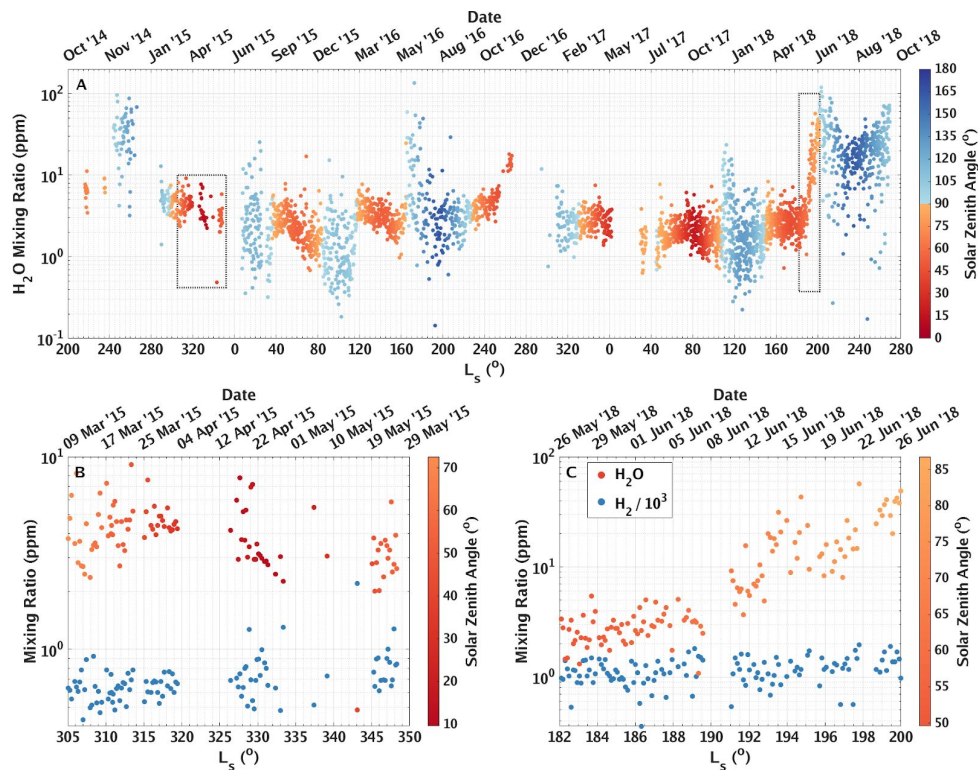 Date
Oct '14 Nov '14 Jan '15 Apr '15 Jun '15 Sep '15 Dec '15 Mar '16 May '16 Aug '16 Oct '16 Dec '16 Feb '17 May '17 Jul '17 Oct '17 Jan '18 Apr '18 Jun '18 Aug '18 Oct '18
A
H2O Mixing Ratio (ppm)
10^2
10^1
10^0
10^-1
200 240 280 320 0 40 80 120 160 200 240 280 320 0 40 80 120 160 200 240 280
Ls (°)
180
165
150
135
120
105
90
75
60
45
30
15
0
Solar Zenith Angle (°)
Date
09 Mar '15 17 Mar '15 25 Mar '15 04 Apr '15 12 Apr '15 22 Apr '15 01 May '15 10 May '15 19 May '15 29 May '15
B
Mixing Ratio (ppm)
10^1
10^0
305 310 315 320 325 330 335 340 345 350
Ls (°)
70
60
50
40
30
20
10
Solar Zenith Angle (°)
Date
26 May '18 29 May '18 01 Jun '18 05 Jun '18 08 Jun '18 12 Jun '18 15 Jun '18 19 Jun '18 22 Jun '18 26 Jun '18
C
H2O
H2 / 10^3
Mixing Ratio (ppm)
10^2
10^1
10^0
182 184 186 188 190 192 194 196 198 200
Ls (°)
85
80
75
70
65
60
55
50
Solar Zenith Angle (°)